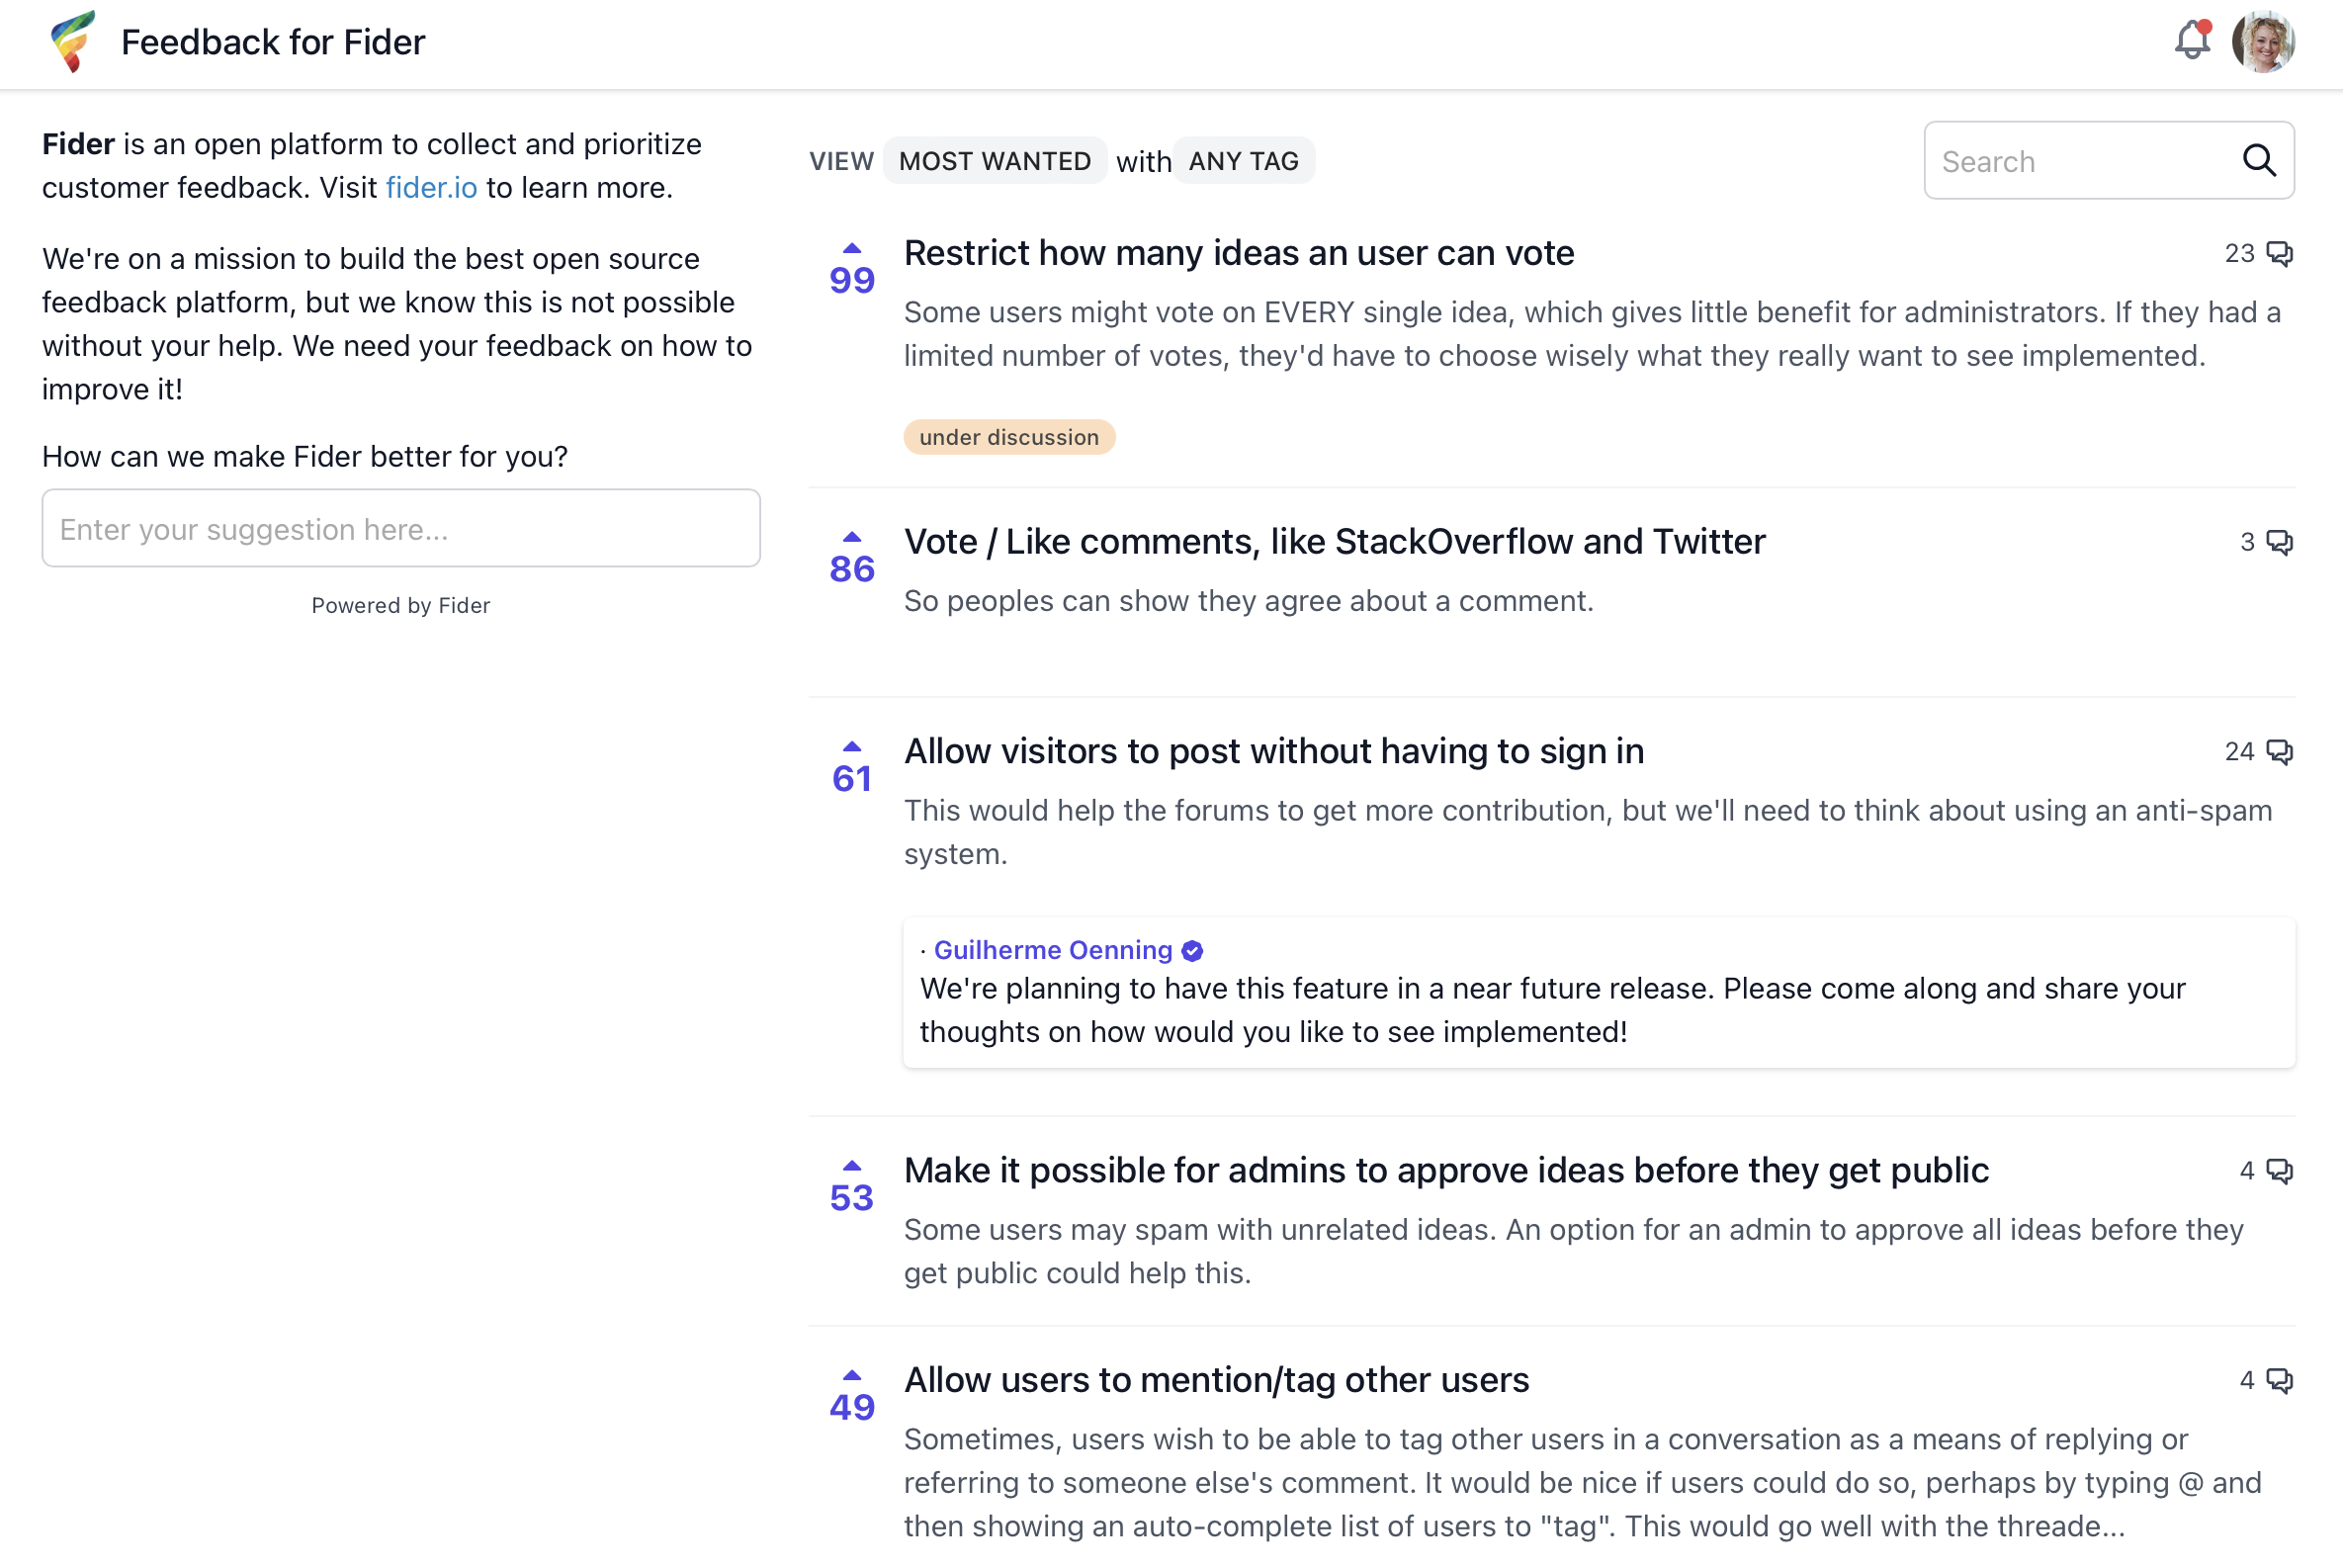 Feedback for Fider
Fider is an open platform to collect and prioritize
customer feedback. Visit fider.io to learn more.
We're on a mission to build the best open source
feedback platform, but we know this is not possible
without your help. We need your feedback on how to
improve it!
How can we make Fider better for you?
Enter your suggestion here...
Powered by Fider
VIEW MOST WANTED with ANY TAG
Search
99
Restrict how many ideas an user can vote
23
Some users might vote on EVERY single idea, which gives little benefit for administrators. If they had a
limited number of votes, they'd have to choose wisely what they really want to see implemented.
under discussion
86
Vote / Like comments, like StackOverflow and Twitter
3
So peoples can show they agree about a comment.
61
Allow visitors to post without having to sign in
24
This would help the forums to get more contribution, but we'll need to think about using an anti-spam
system.
· Guilherme Oenning
We're planning to have this feature in a near future release. Please come along and share your
thoughts on how would you like to see implemented!
53
Make it possible for admins to approve ideas before they get public
4
Some users may spam with unrelated ideas. An option for an admin to approve all ideas before they
get public could help this.
49
Allow users to mention/tag other users
4
Sometimes, users wish to be able to tag other users in a conversation as a means of replying or
referring to someone else's comment. It would be nice if users could do so, perhaps by typing @ and
then showing an auto-complete list of users to "tag". This would go well with the threade...